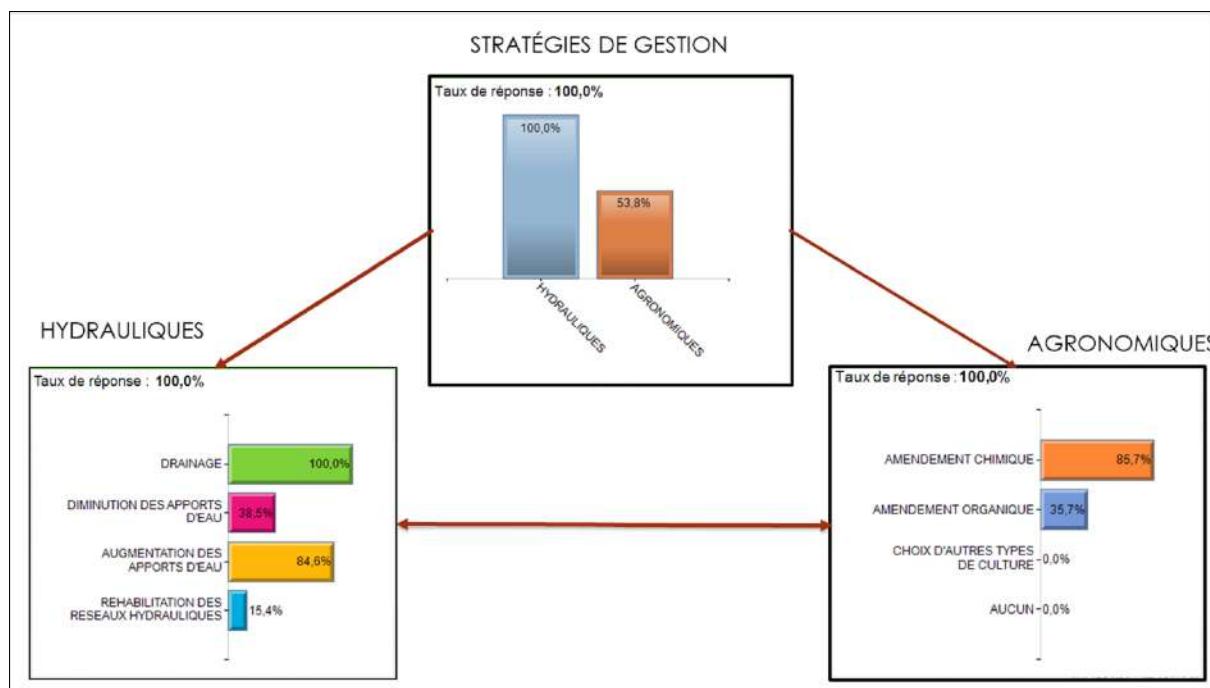 STRATÉGIES DE GESTION
Taux de réponse : 100,0%
100,0%
53,8%
HYDRAULIQUES
AGRONOMIQUES
HYDRAULIQUES
Taux de réponse : 100,0%
DRAINAGE
100,0%
DIMINUTION DES APPORTS
D'EAU
38,5%
AUGMENTATION DES
APPORTS D'EAU
84,6%
REHABILITATION DES
RESEAUX HYDRAULIQUES
15,4%
AGRONOMIQUES
Taux de réponse : 100,0%
AMENDEMENT CHIMIQUE
85,7%
AMENDEMENT ORGANIQUE
35,7%
CHOIX D'AUTRES TYPES
DE CULTURE
0,0%
AUCUN
0,0%